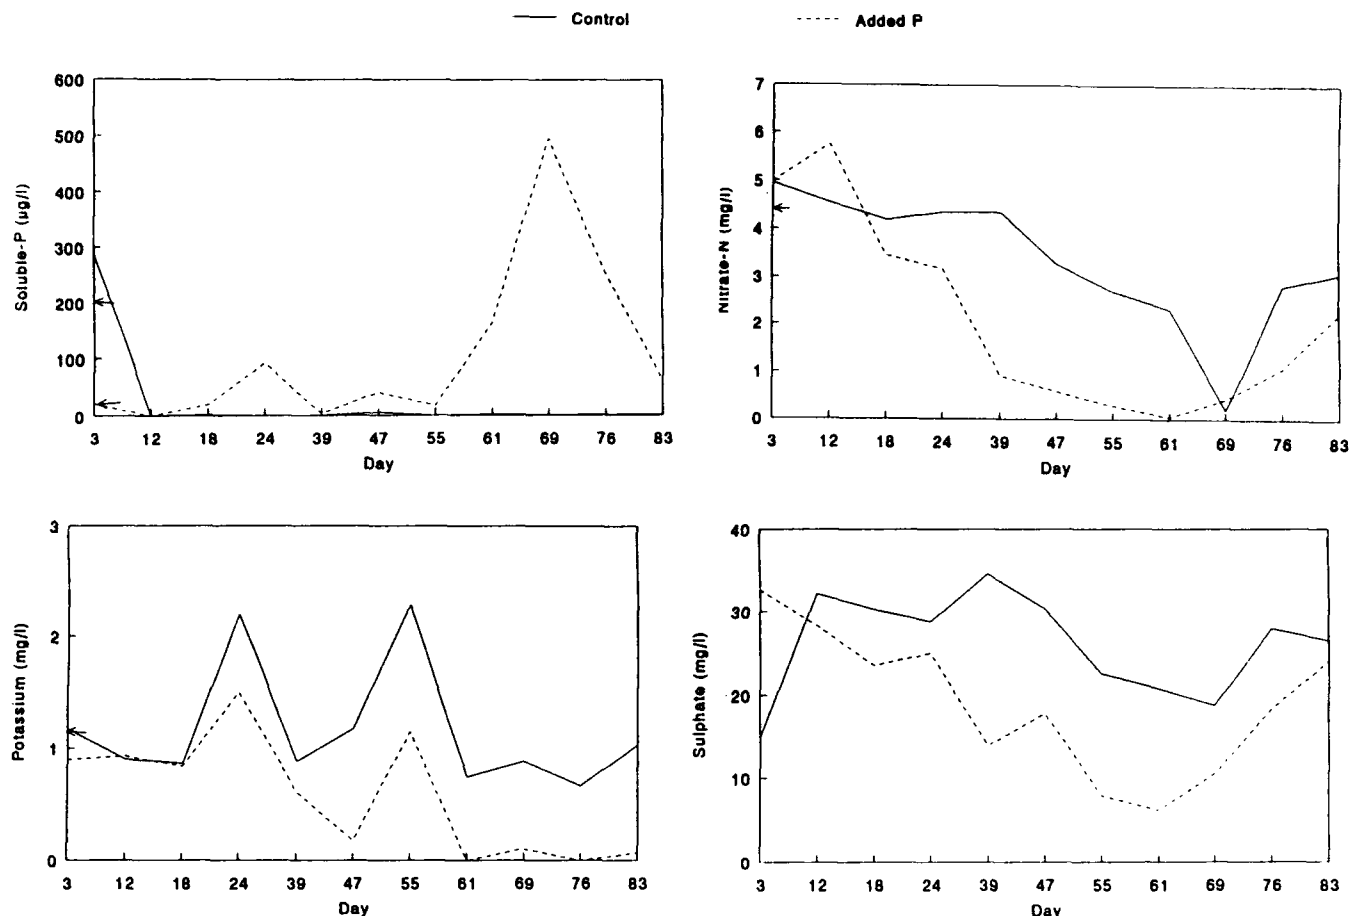 Control Added P
600
500
400
300
200
100
0
Soluble-P (µg/l)
3 12 18 24 39 47 55 61 69 76 83
Day
7
6
5
4
3
2
1
0
Nitrate-N (mg/l)
3 12 18 24 39 47 55 61 69 76 83
Day
3
2
1
0
Potassium (mg/l)
3 12 18 24 39 47 55 61 69 76 83
Day
40
30
20
10
0
Sulphate (mg/l)
3 12 18 24 39 47 55 61 69 76 83
Day